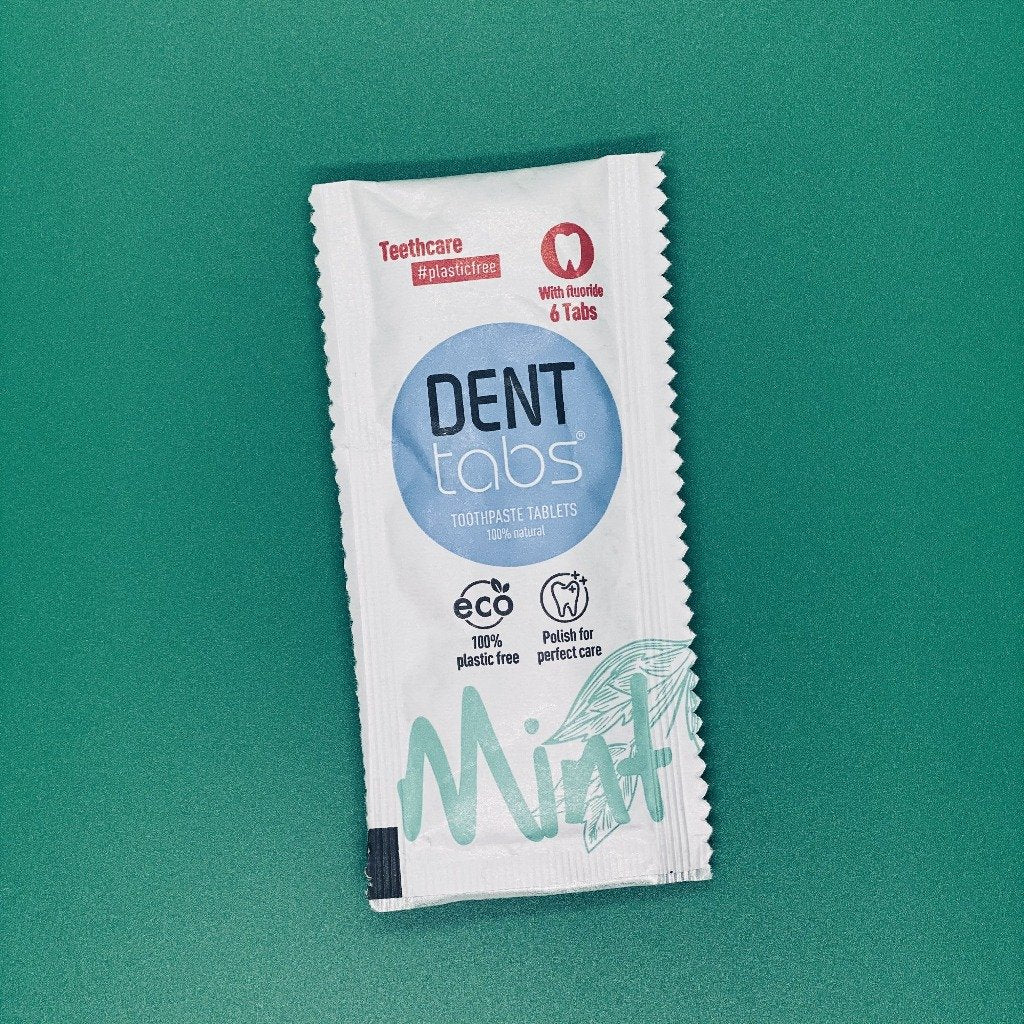 Teethcare
#plasticfree
With fluoride
6 Tabs
DENT
tabs®
TOOTHPASTE TABLETS
100% natural
eco
100%
plastic free
Polish for
perfect care
Mint